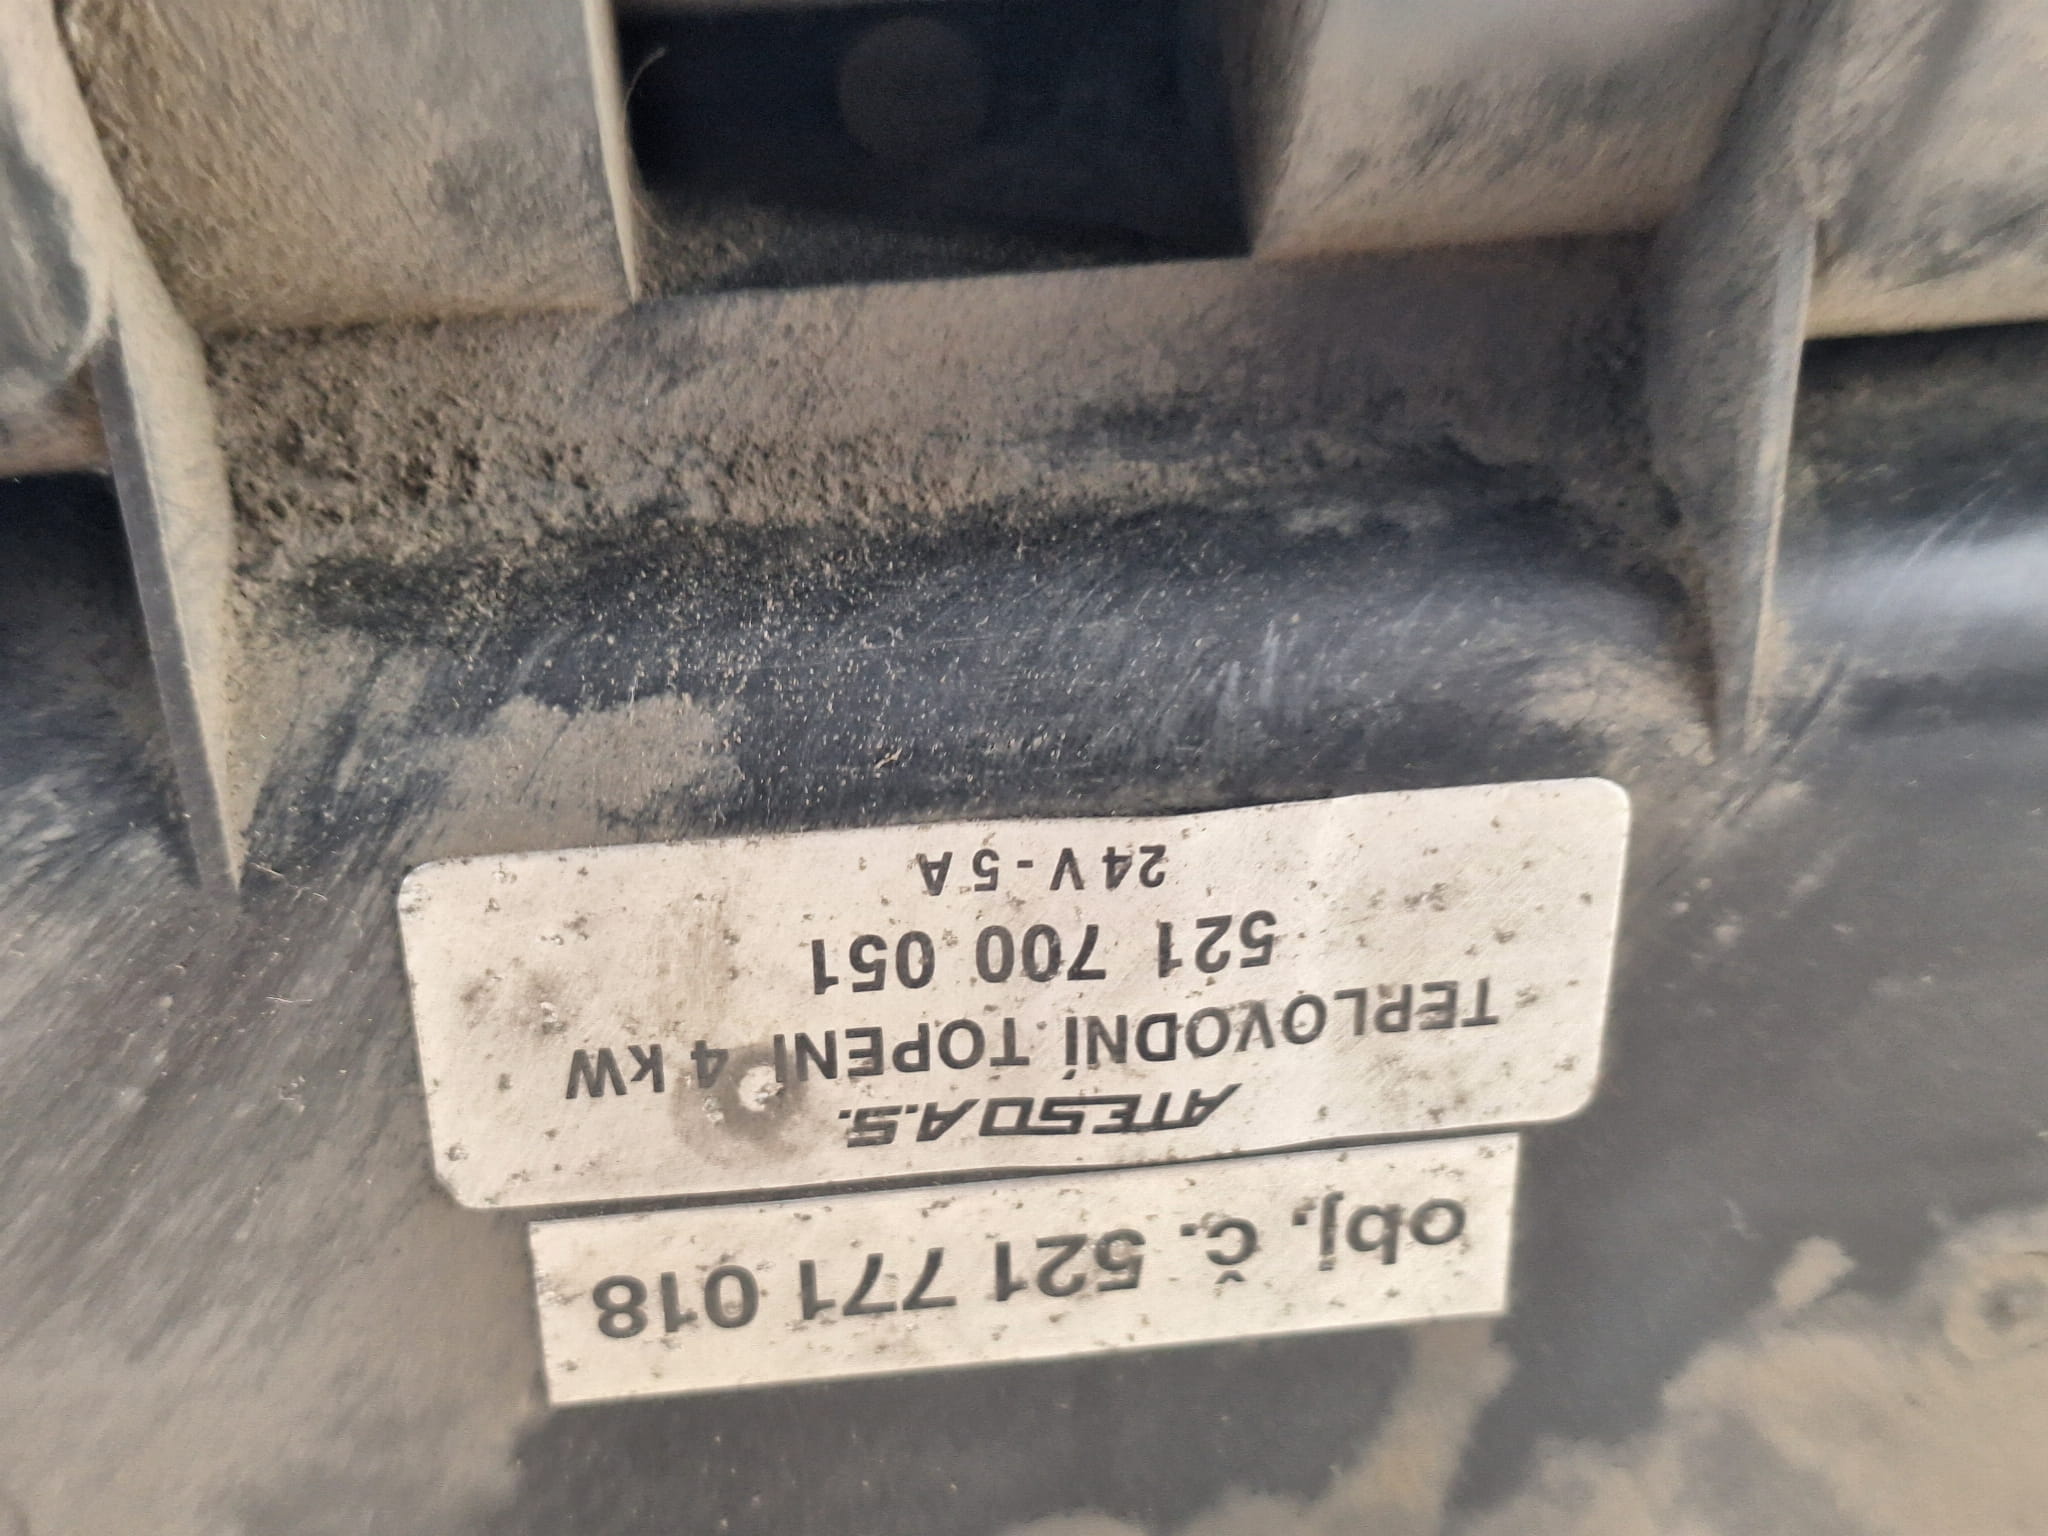 obj. č. 521 771 018
ATESO A.S.
TEPLOVODNÍ TOPENÍ 4 kW
521 700 051
24 V - 5 A